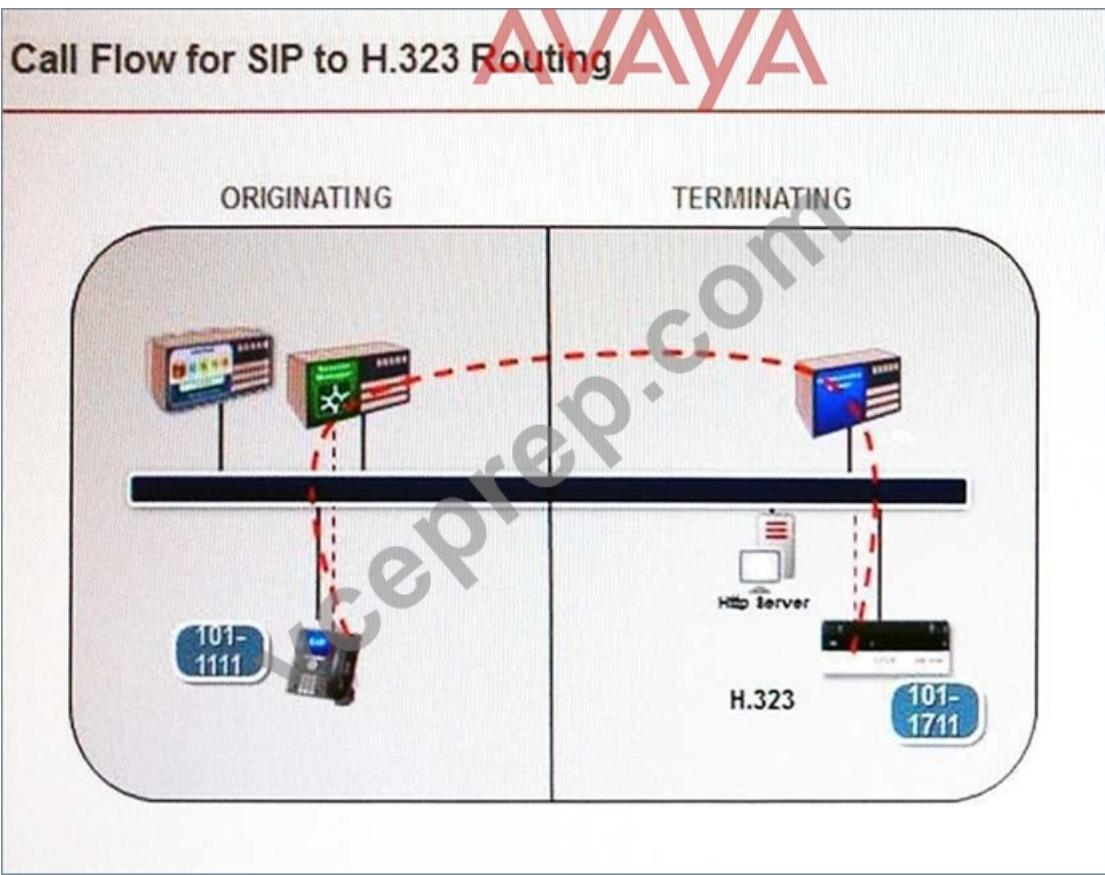 AVAYA
Call Flow for SIP to H.323 Routing
ORIGINATING
TERMINATING
vceprep.com
Http Server
101-
1111
H.323
101-
1711